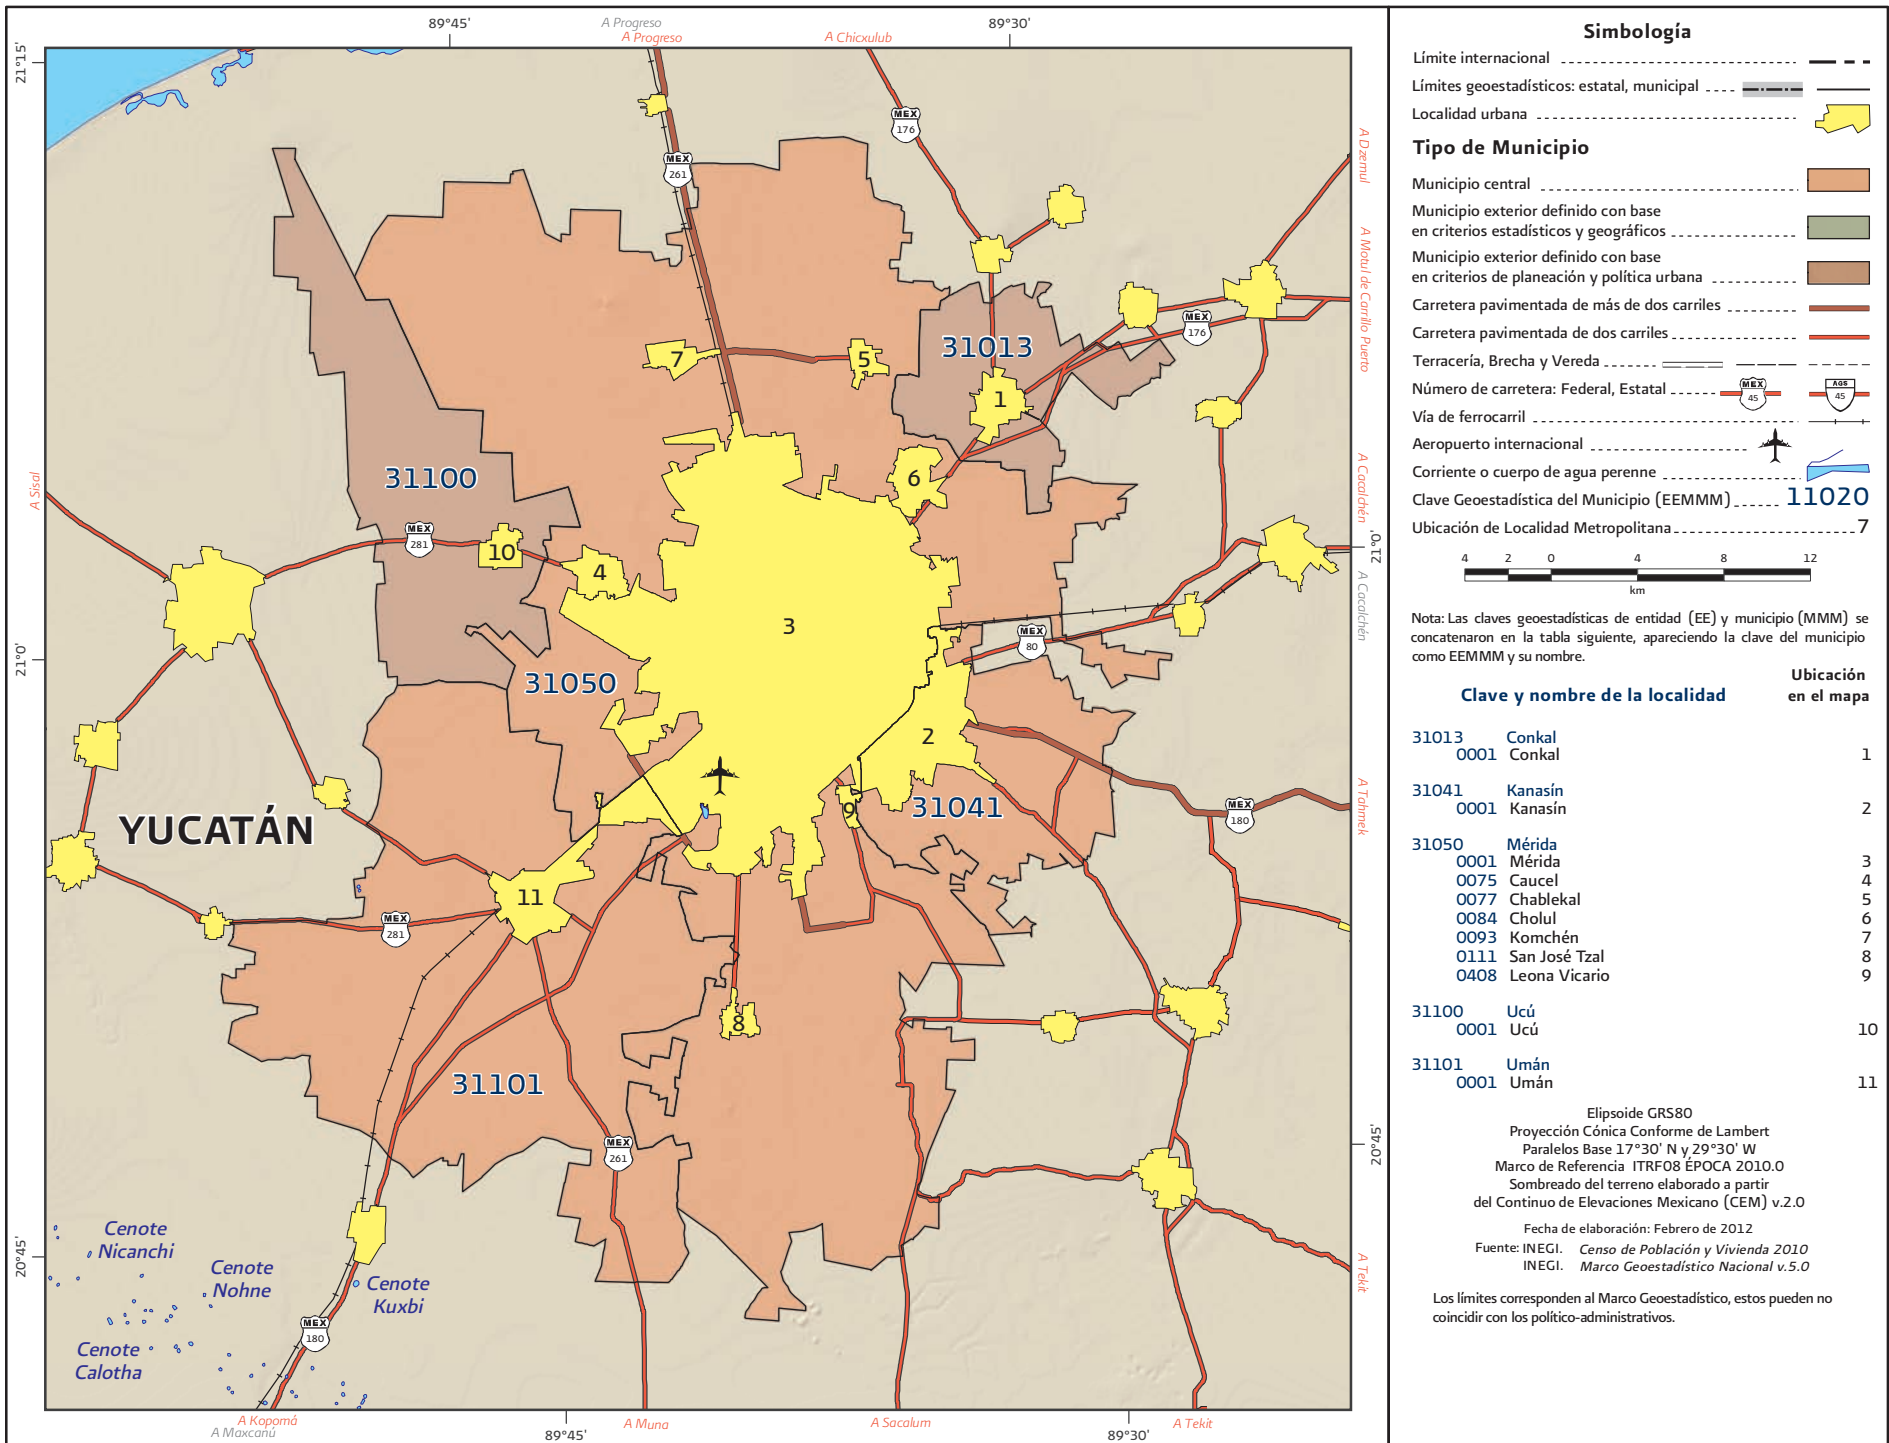 89°45'
A Progreso
A Progreso
A Chicxulub
89°30'
21°15'
MEX
176
MEX
261
A Dzemul
A Motul de Carrillo Puerto
MEX
176
31013
7
5
1
31100
6
A Sisal
A Cacalchén
MEX
281
10
4
21°0'
A Cacalchén
3
MEX
80
21°0'
31050
2
9
31041
MEX
180
A Tahmek
YUCATÁN
11
MEX
281
8
31101
MEX
261
20°45'
Cenote
Nicanchi
Cenote
Nohne
Cenote
Kuxbi
20°45'
A Tekit
MEX
180
Cenote
Calotha
A Kopomá
A Maxcanú
89°45'
A Muna
A Sacalum
89°30'
A Tekit
Simbología
Límite internacional
Límites geoestadísticos: estatal, municipal
Localidad urbana
Tipo de Municipio
Municipio central
Municipio exterior definido con base
en criterios estadísticos y geográficos
Municipio exterior definido con base
en criterios de planeación y política urbana
Carretera pavimentada de más de dos carriles
Carretera pavimentada de dos carriles
Terracería, Brecha y Vereda
Número de carretera: Federal, Estatal MEX 45 AGS 45
Vía de ferrocarril
Aeropuerto internacional
Corriente o cuerpo de agua perenne
Clave Geoestadística del Municipio (EEMMM) 11020
Ubicación de Localidad Metropolitana 7
4 2 0 4 8 12
km
Nota: Las claves geoestadísticas de entidad (EE) y municipio (MMM) se
concatenaron en la tabla siguiente, apareciendo la clave del municipio
como EEMMM y su nombre.
Ubicación
Clave y nombre de la localidad en el mapa
31013 Conkal
0001 Conkal 1
31041 Kanasín
0001 Kanasín 2
31050 Mérida
0001 Mérida 3
0075 Caucel 4
0077 Chablekal 5
0084 Cholul 6
0093 Komchén 7
0111 San José Tzal 8
0408 Leona Vicario 9
31100 Ucú
0001 Ucú 10
31101 Umán
0001 Umán 11
Elipsoide GRS80
Proyección Cónica Conforme de Lambert
Paralelos Base 17°30' N y 29°30' W
Marco de Referencia ITRF08 ÉPOCA 2010.0
Sombreado del terreno elaborado a partir
del Continuo de Elevaciones Mexicano (CEM) v.2.0
Fecha de elaboración: Febrero de 2012
Fuente: INEGI. Censo de Población y Vivienda 2010
INEGI. Marco Geoestadístico Nacional v.5.0
Los límites corresponden al Marco Geoestadístico, estos pueden no
coincidir con los político-administrativos.